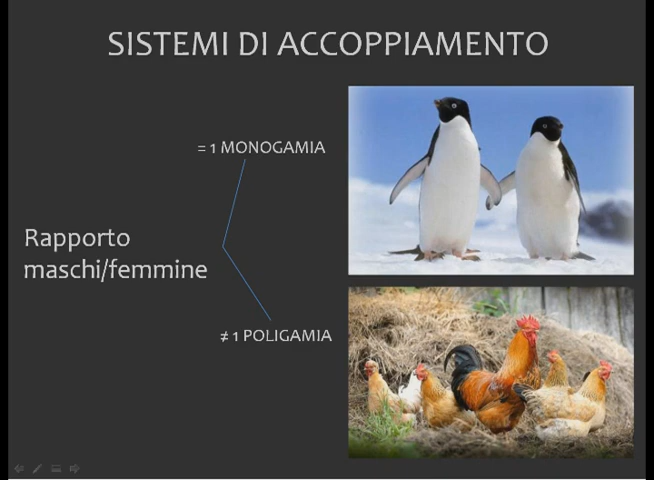 SISTEMI DI ACCOPPIAMENTO
= 1 MONOGAMIA
Rapporto
maschi/femmine
≠ 1 POLIGAMIA